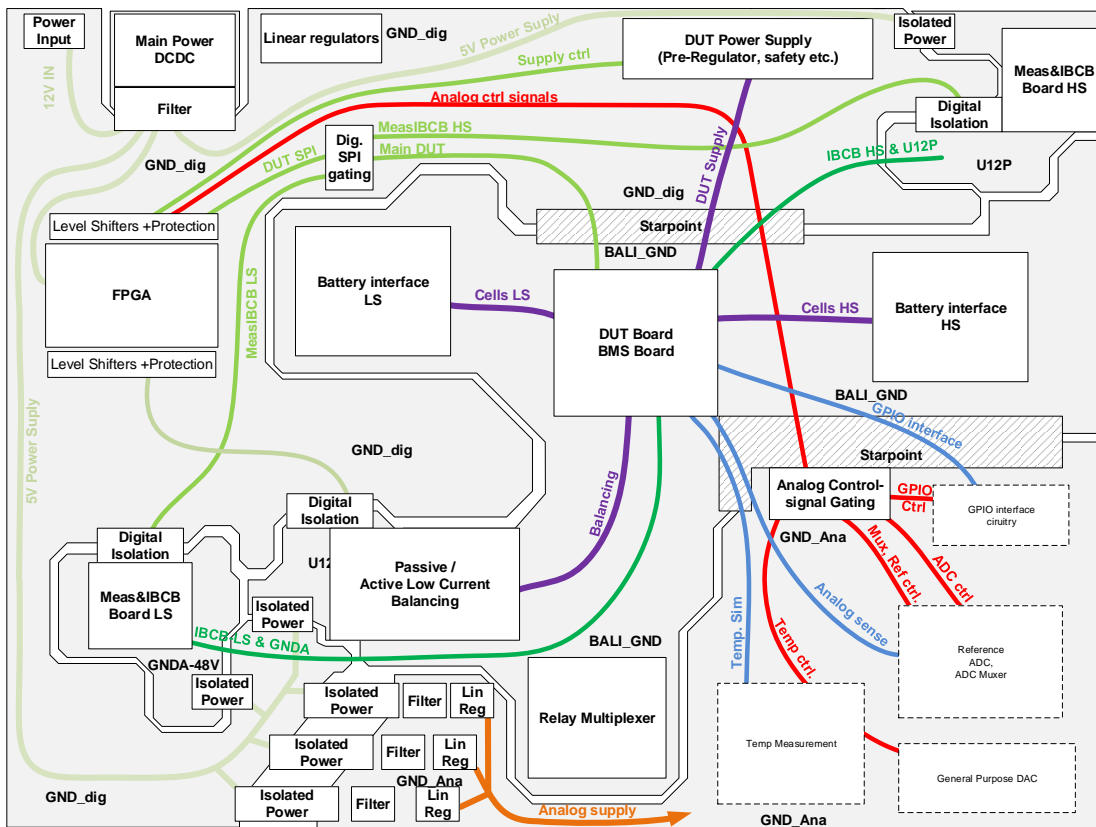 Power
Input
Main Power
DCDC
Filter
Linear regulators
GND_dig
5V Power Supply
Isolated
Power
DUT Power Supply
(Pre-Regulator, safety etc.)
Meas&IBCB
Board HS
12V IN
Supply ctrl
Analog ctrl signals
Digital
Isolation
MeasIBCB HS
Main DUT
Dig.
SPI
gating
DUT SPI
GND_dig
DUT Supply
IBCB HS & U12P
U12P
GND_dig
Level Shifters +Protection
Starpoint
BALI_GND
FPGA
Battery interface
LS
Cells LS
DUT Board
BMS Board
Cells HS
Battery interface
HS
MeasIBCB LS
Level Shifters +Protection
BALI_GND
GPIO interface
5V Power Suply
GND_dig
Starpoint
Analog Control-
signal Gating
GPIO
Ctrl
GPIO interface
ciruitry
Digital
Isolation
Balancing
Digital
Isolation
GND_Ana
U12
Passive /
Active Low Current
Balancing
Mux, Ref ctrl.
ADC ctrl
Meas&IBCB
Board LS
Isolated
Power
IBCB-LS & GNDA
BALI_GND
Temp. Sim
Analog sense
Temp ctrl.
Reference
ADC,
ADC Muxer
GNDA-48V
Isolated
Power
Isolated
Power
Filter
Lin
Reg
Relay Multiplexer
Isolated
Power
Filter
Lin
Reg
Temp Measurement
General Purpose DAC
GND_Ana
GND_dig
Isolated
Power
Filter
Lin
Reg
Analog supply
GND_Ana